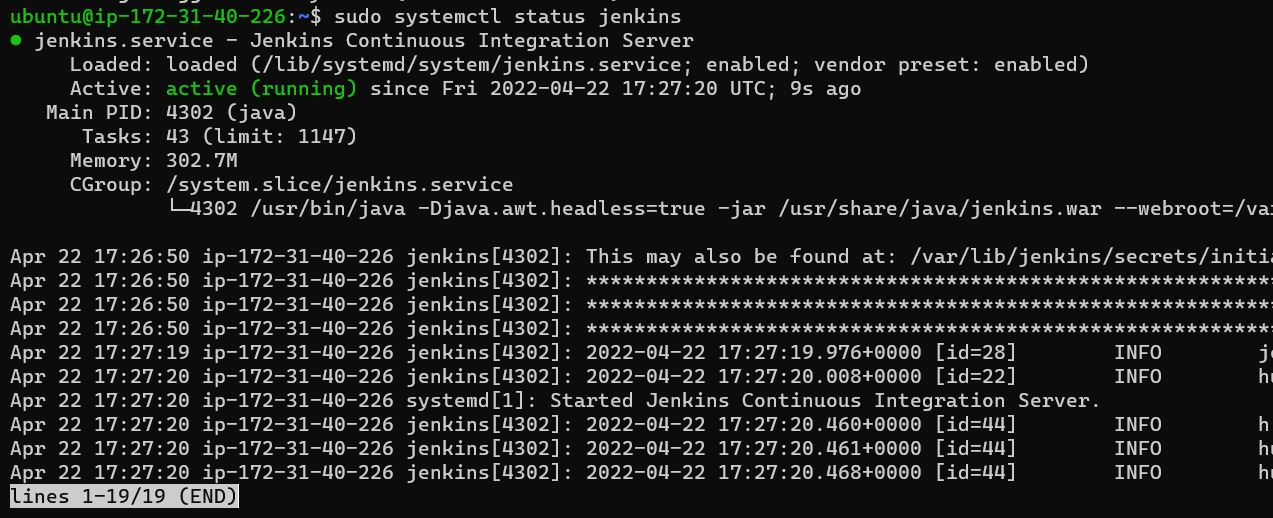 ubuntu@ip-172-31-40-226:~$ sudo systemctl status jenkins
● jenkins.service - Jenkins Continuous Integration Server
     Loaded: loaded (/lib/systemd/system/jenkins.service; enabled; vendor preset: enabled)
     Active: active (running) since Fri 2022-04-22 17:27:20 UTC; 9s ago
   Main PID: 4302 (java)
      Tasks: 43 (limit: 1147)
     Memory: 302.7M
     CGroup: /system.slice/jenkins.service
             └─4302 /usr/bin/java -Djava.awt.headless=true -jar /usr/share/java/jenkins.war --webroot=/va
Apr 22 17:26:50 ip-172-31-40-226 jenkins[4302]: This may also be found at: /var/lib/jenkins/secrets/initi
Apr 22 17:26:50 ip-172-31-40-226 jenkins[4302]: *********************************************************
Apr 22 17:26:50 ip-172-31-40-226 jenkins[4302]: *********************************************************
Apr 22 17:26:50 ip-172-31-40-226 jenkins[4302]: *********************************************************
Apr 22 17:27:19 ip-172-31-40-226 jenkins[4302]: 2022-04-22 17:27:19.976+0000 [id=28]        INFO        j
Apr 22 17:27:20 ip-172-31-40-226 jenkins[4302]: 2022-04-22 17:27:20.008+0000 [id=22]        INFO        h
Apr 22 17:27:20 ip-172-31-40-226 systemd[1]: Started Jenkins Continuous Integration Server.
Apr 22 17:27:20 ip-172-31-40-226 jenkins[4302]: 2022-04-22 17:27:20.460+0000 [id=44]        INFO        h
Apr 22 17:27:20 ip-172-31-40-226 jenkins[4302]: 2022-04-22 17:27:20.461+0000 [id=44]        INFO        h
Apr 22 17:27:20 ip-172-31-40-226 jenkins[4302]: 2022-04-22 17:27:20.468+0000 [id=44]        INFO        h
lines 1-19/19 (END)